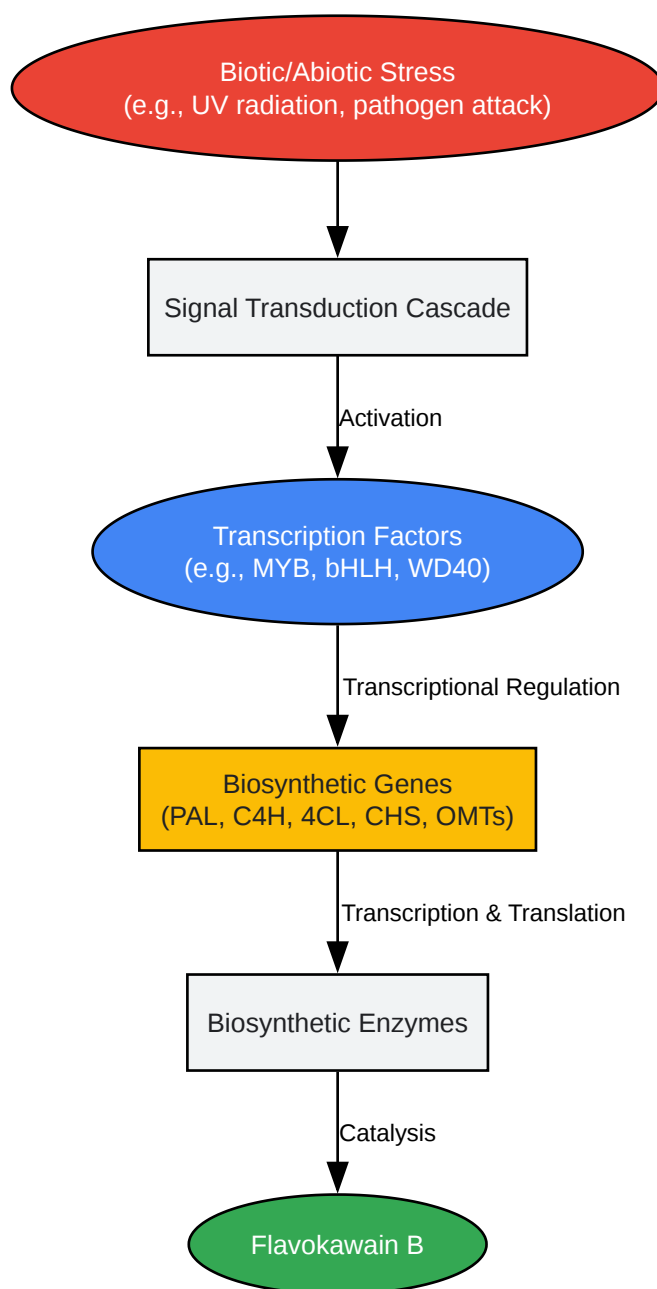 Biotic/Abiotic Stress
(e.g., UV radiation, pathogen attack)
Signal Transduction Cascade
Activation
Transcription Factors
(e.g., MYB, bHLH, WD40)
Transcriptional Regulation
Biosynthetic Genes
(PAL, C4H, 4CL, CHS, OMTs)
Transcription & Translation
Biosynthetic Enzymes
Catalysis
Flavokawain B